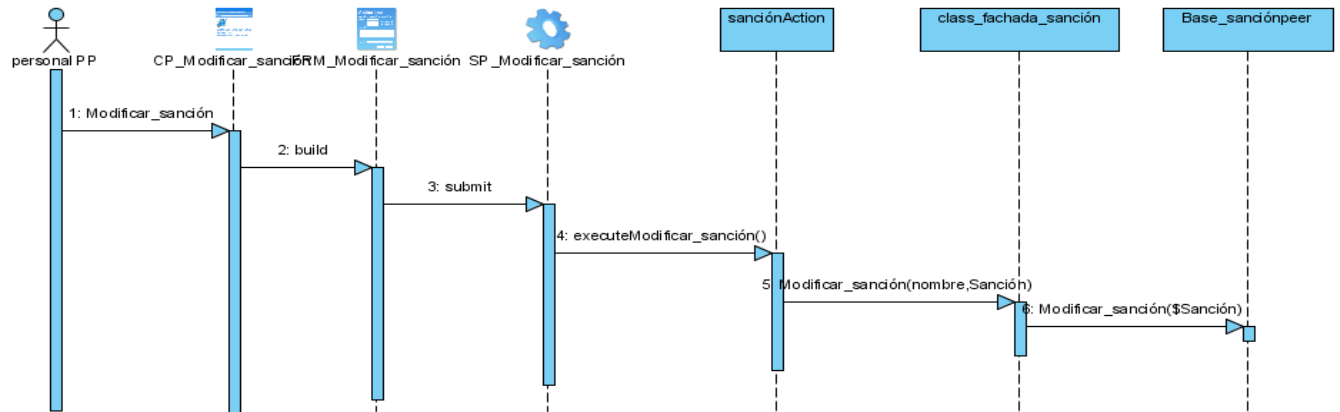 sanciónAction
class_fachada_sanción
Base_sanciónpeer
personal PP
CP_Modificar_sanción
FRM_Modificar_sanción
SP_Modificar_sanción
1: Modificar_sanción
2: build
3: submit
4: executeModificar_sanción()
5: Modificar_sanción(nombre,Sanción)
6: Modificar_sanción($Sanción)